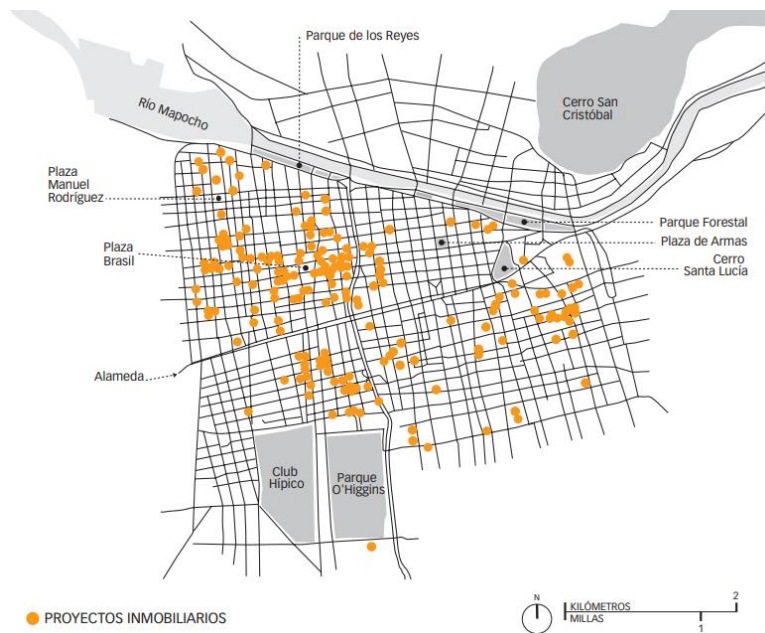 Parque de los Reyes
Río Mapocho
Cerro San
Cristóbal
Plaza
Manuel
Rodríguez
Parque Forestal
Plaza de Armas
Cerro
Santa Lucía
Plaza
Brasil
Alameda
Club
Hípico
Parque
O'Higgins
PROYECTOS INMOBILIARIOS
N
2
KILÓMETROS
MILLAS
1